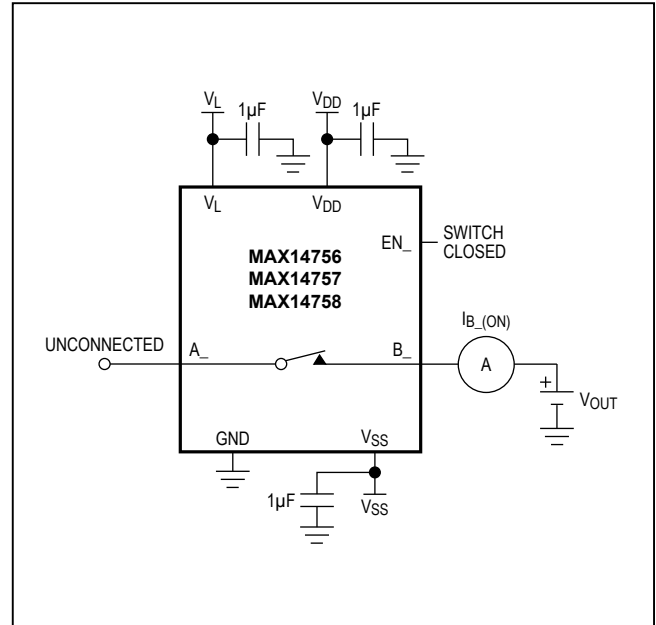 VL 1µF VDD 1µF
VL VDD
EN_ SWITCH CLOSED
MAX14756
MAX14757
MAX14758
IB_(ON)
UNCONNECTED A_ B_ A + VOUT
GND VSS
1µF VSS